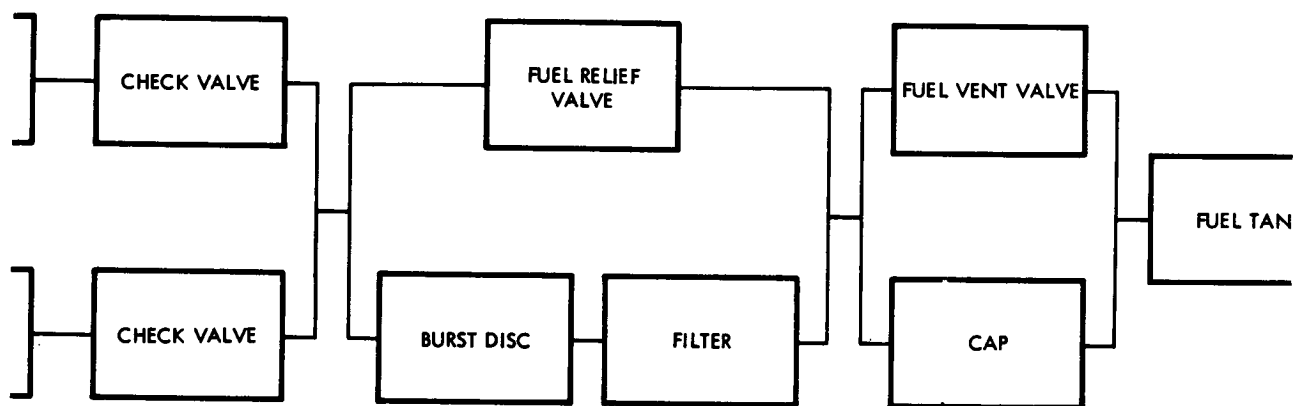 CHECK VALVE
FUEL RELIEF
VALVE
FUEL VENT VALVE
FUEL TAN
CHECK VALVE
BURST DISC
FILTER
CAP